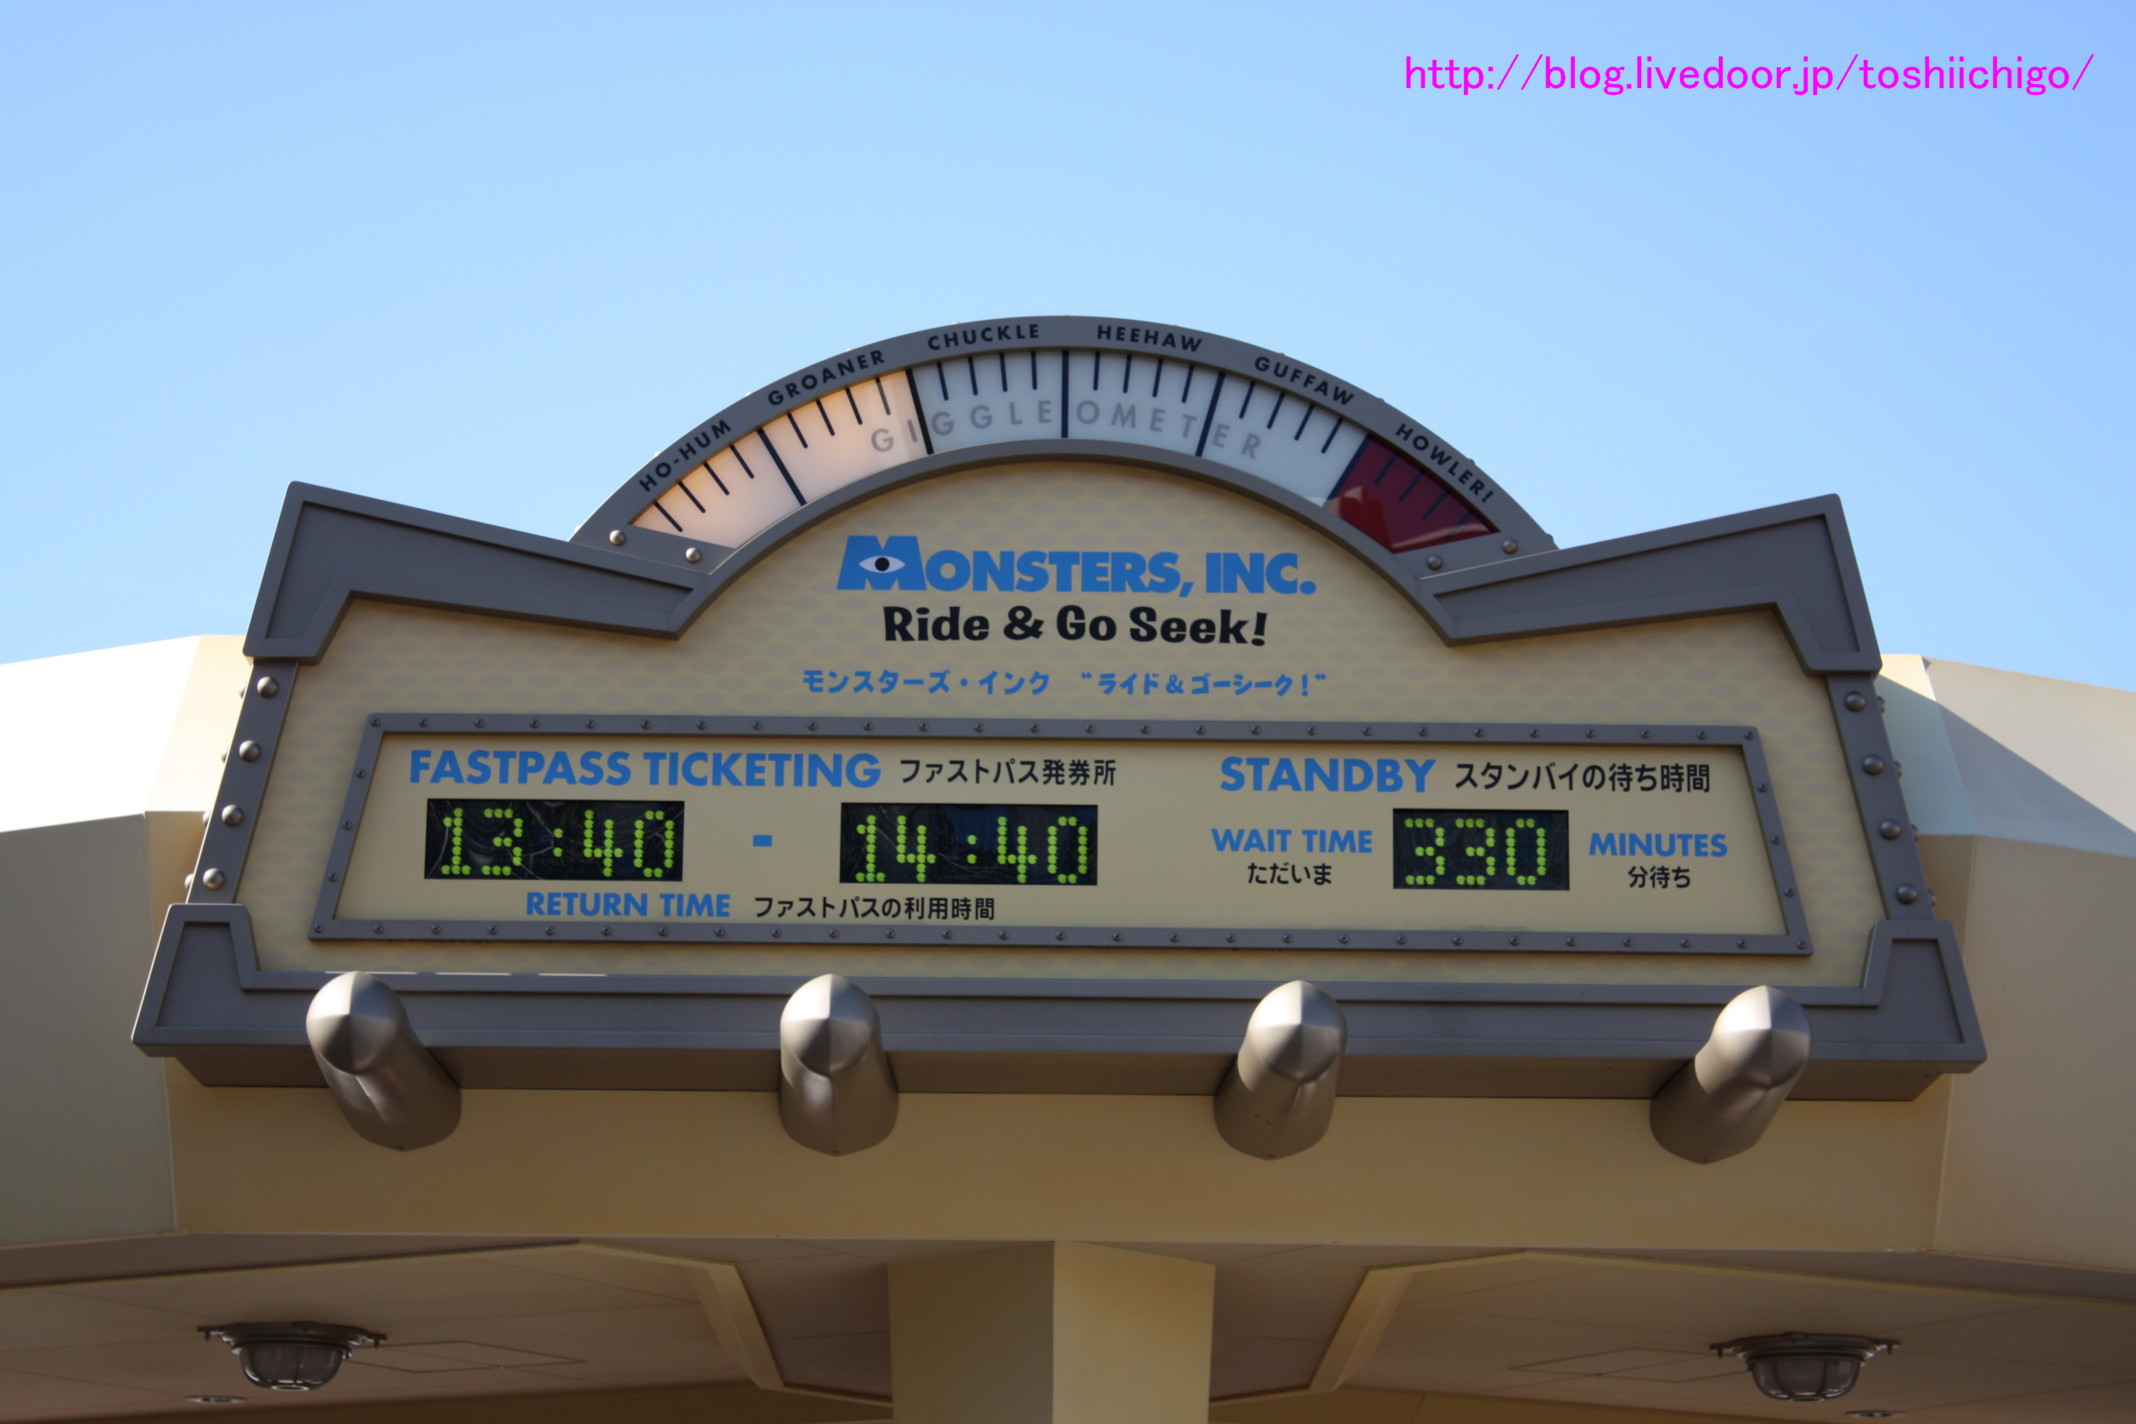 http://blog.livedoor.jp/toshiichigo/
HO-HUM GROANER CHUCKLE HEEHAW GUFFAW HOWLER!
GIGGLEOMETER
MONSTERS, INC.
Ride & Go Seek!
モンスターズ・インク “ライド&ゴーシーク!”
FASTPASS TICKETING ファストパス発券所
13:40 - 14:40
RETURN TIME ファストパスの利用時間
STANDBY スタンバイの待ち時間
WAIT TIME 330 MINUTES
ただいま 分待ち